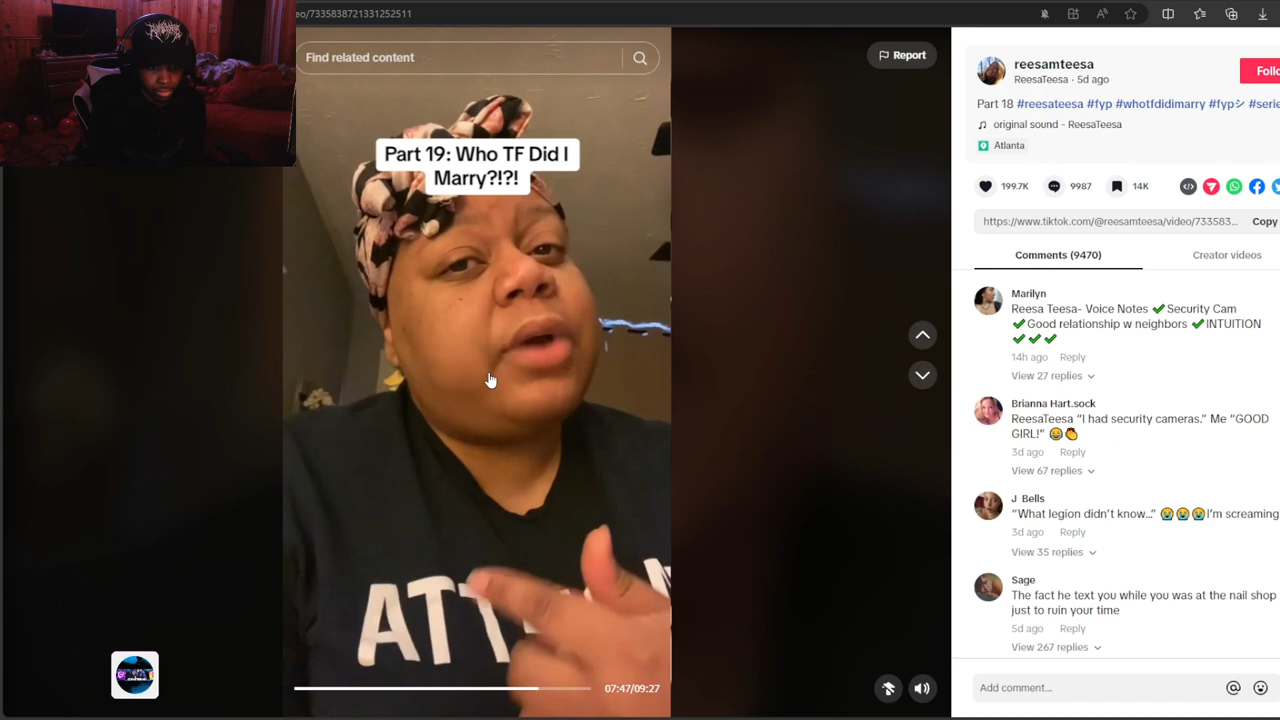 eo/7335838721331252511
Find related content
Report
Part 19: Who TF Did I
Marry?!?!
ATT
07:47/09:27
reesamteesa
ReesaTeesa · 5d ago
Follo
Part 18 #reesateesa #fyp #whotfdidimarry #fypシ #serie
original sound - ReesaTeesa
Atlanta
199.7K
9987
14K
https://www.tiktok.com/@reesamteesa/video/733583...
Copy
Comments (9470)
Creator videos
Marilyn
Reesa Teesa- Voice Notes ✔Security Cam
✔Good relationship w neighbors ✔INTUITION
✔ ✔ ✔
14h ago Reply
View 27 replies
Brianna Hart.sock
ReesaTeesa “I had security cameras.” Me “GOOD
GIRL!” 😂👏
3d ago Reply
View 67 replies
J Bells
“What legion didn’t know...” 😭😭😭I’m screaming
3d ago Reply
View 35 replies
Sage
The fact he text you while you was at the nail shop
just to ruin your time
5d ago Reply
View 267 replies
Add comment...